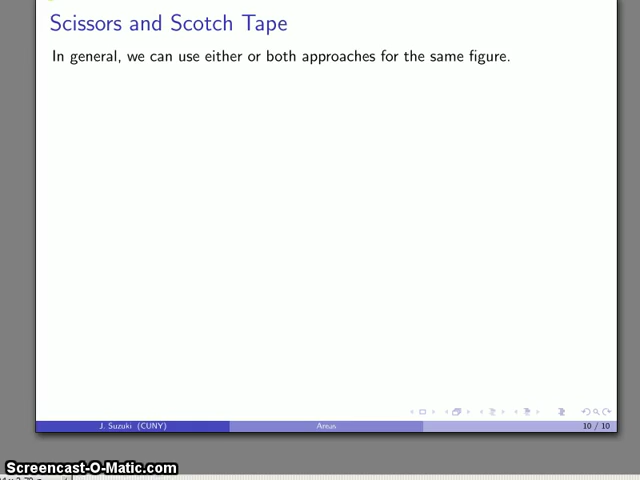 Scissors and Scotch Tape
In general, we can use either or both approaches for the same figure.
J. Suzuki (CUNY)
Areas
10 / 10
Screencast-O-Matic.com